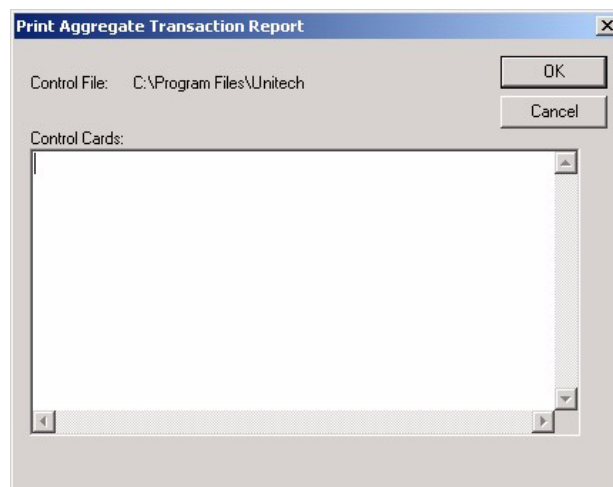 Print Aggregate Transaction Report
OK
Control File: C:\Program Files\Unitech
Cancel
Control Cards: